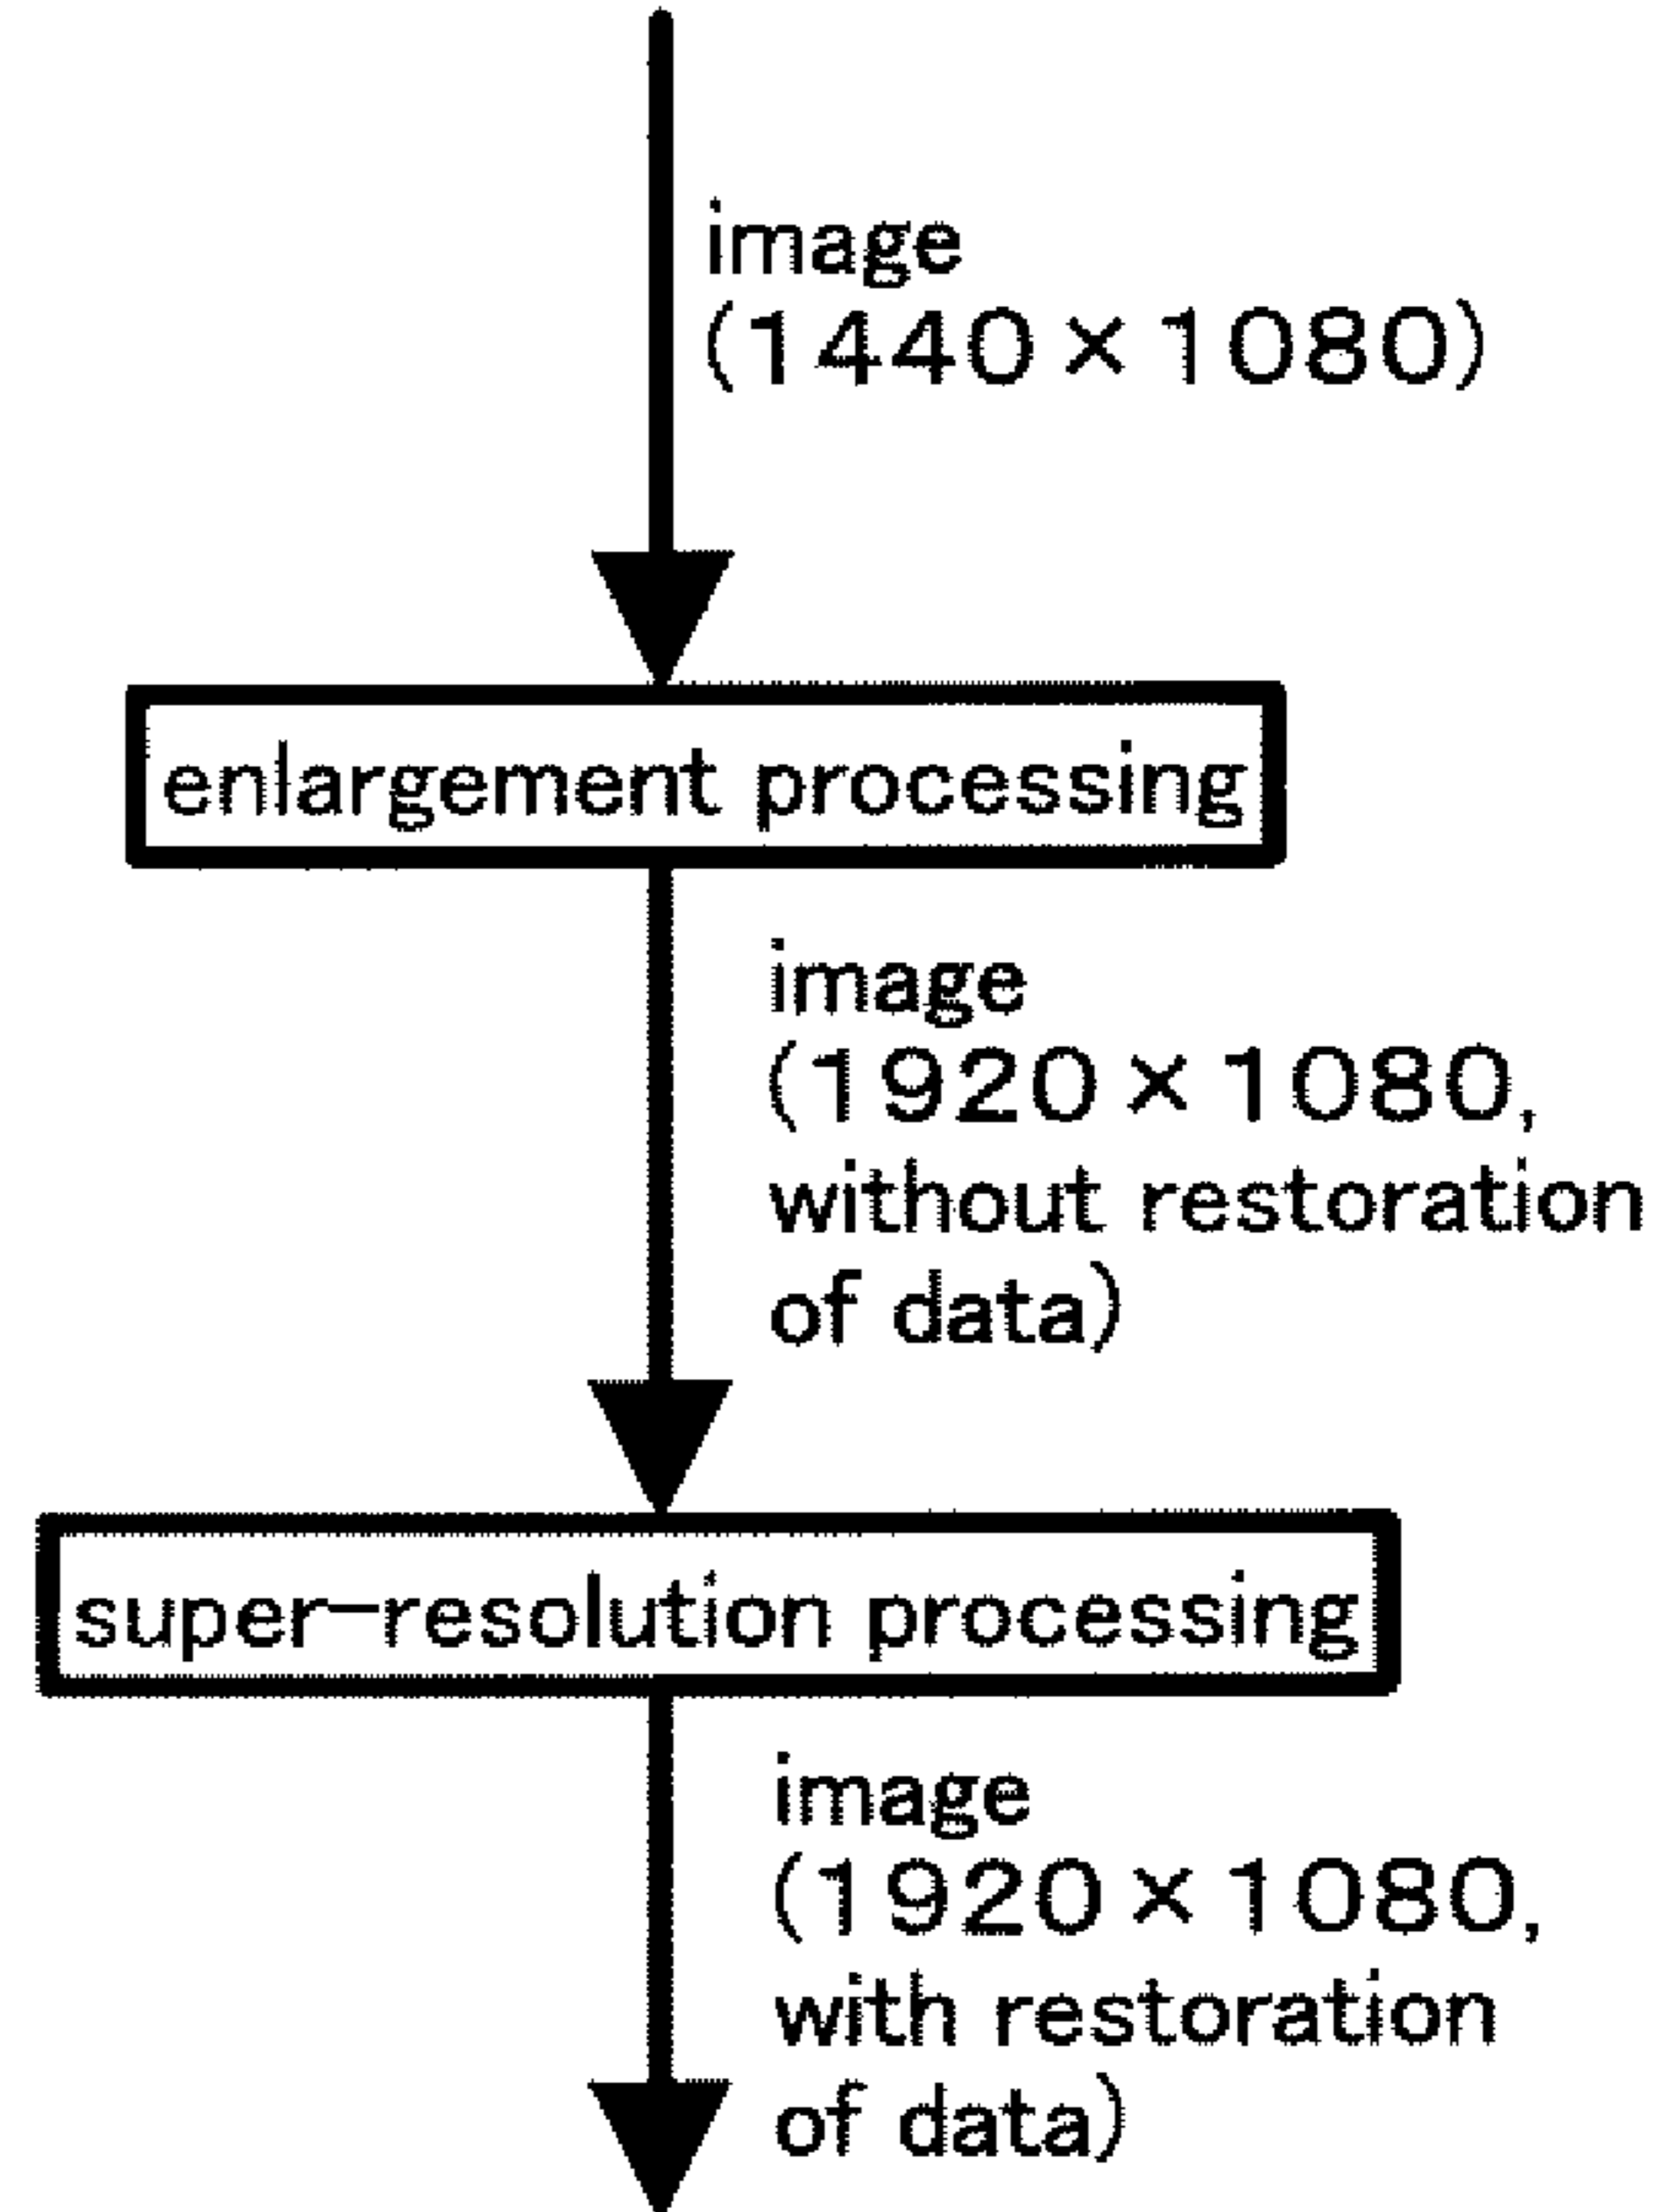 image
(1440×1080)
enlargement processing
image
(1920×1080,
without restoration
of data)
super-resolution processing
image
(1920×1080,
with restoration
of data)